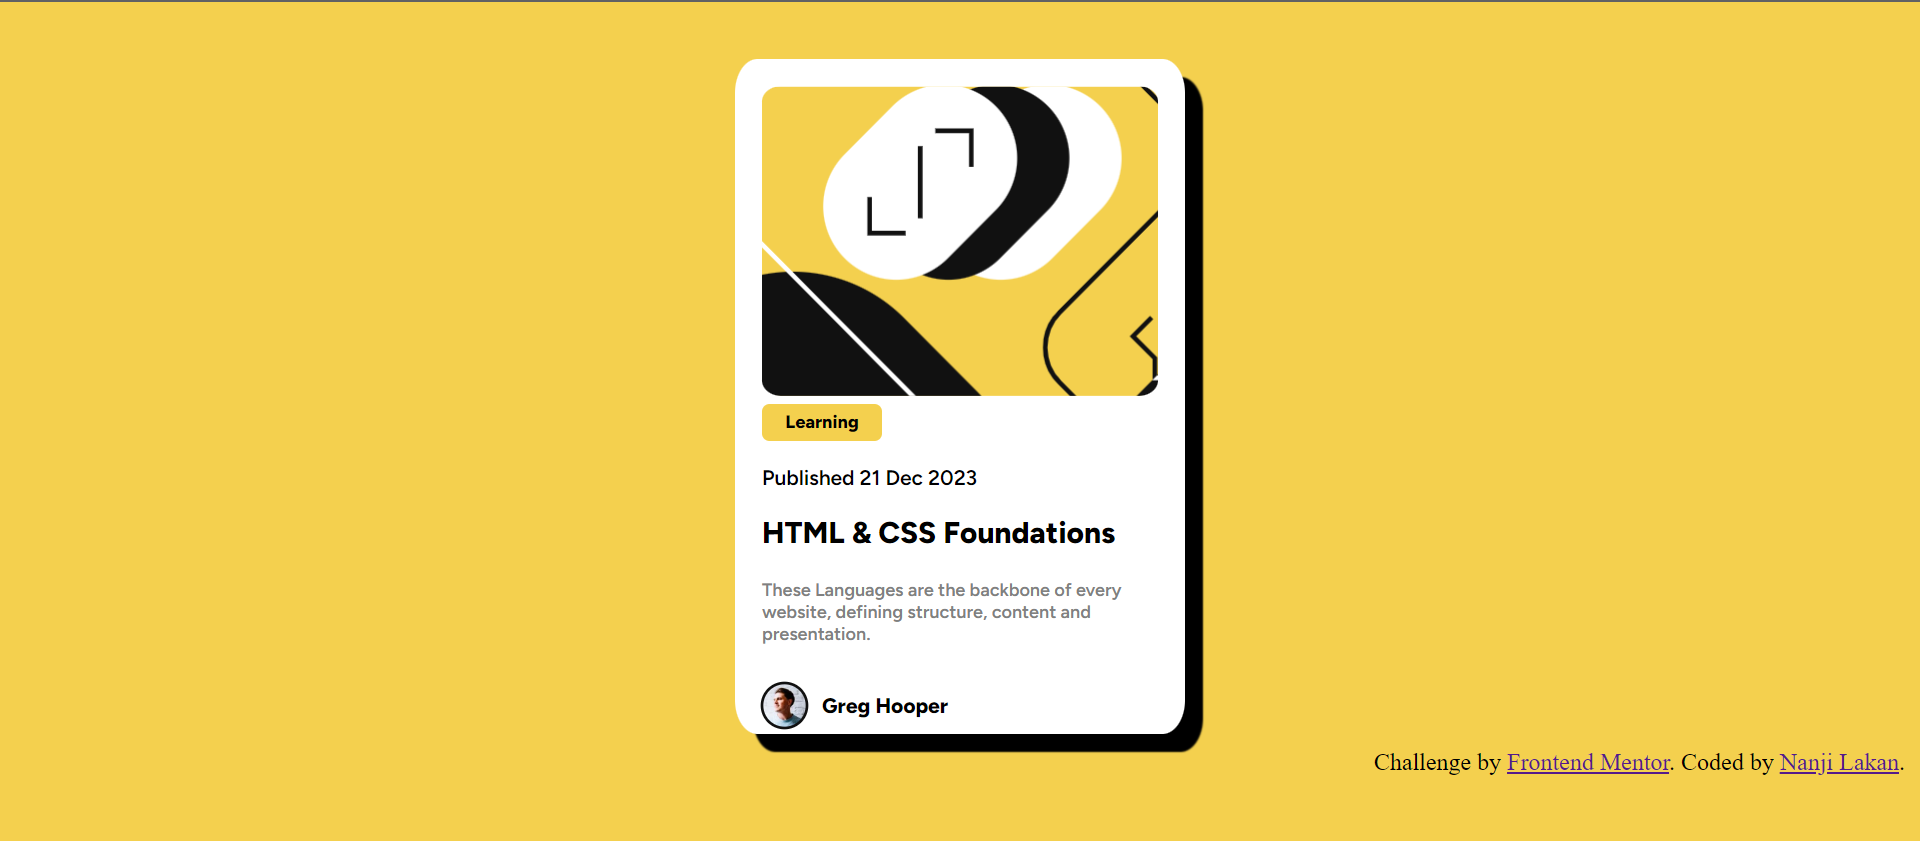 Learning
Published 21 Dec 2023
HTML & CSS Foundations
These Languages are the backbone of every
website, defining structure, content and
presentation.
Greg Hooper
Challenge by Frontend Mentor. Coded by Nanji Lakan.